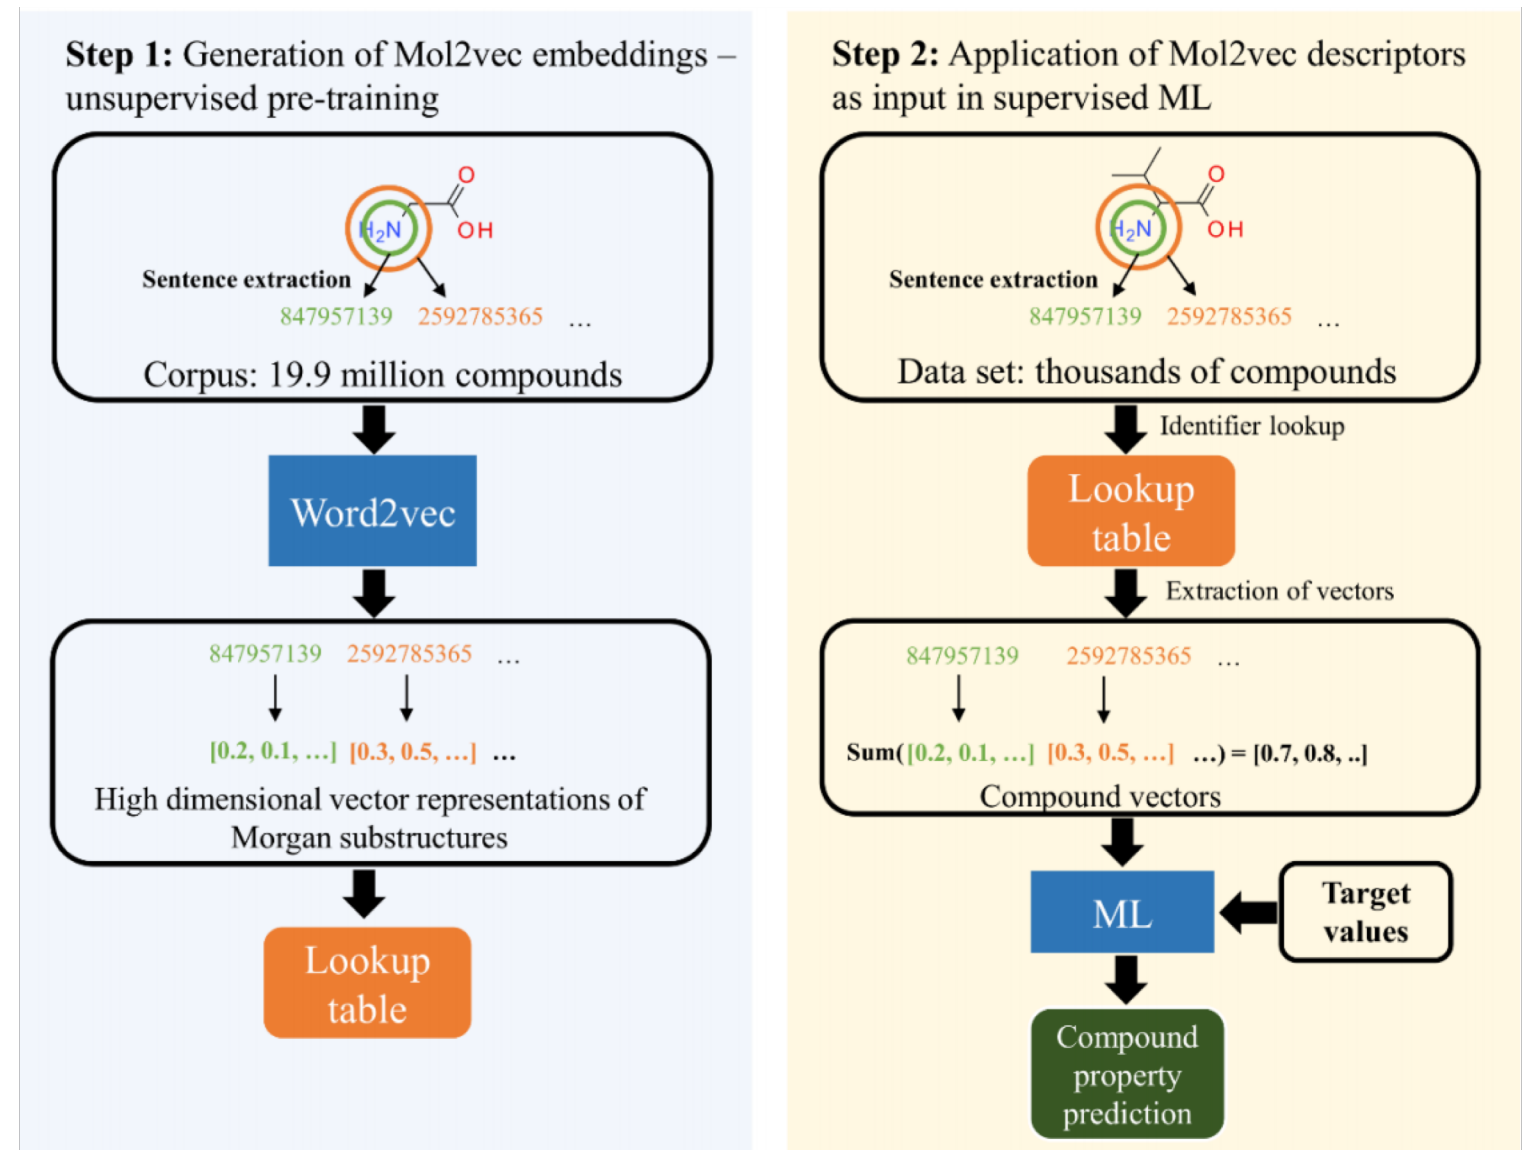 Step 1: Generation of Mol2vec embeddings –
unsupervised pre-training
O
H2N
OH
Sentence extraction
847957139 2592785365 ...
Corpus: 19.9 million compounds
Word2vec
847957139 2592785365 ...
[0.2, 0.1, ...] [0.3, 0.5, ...] ...
High dimensional vector representations of
Morgan substructures
Lookup
table
Step 2: Application of Mol2vec descriptors
as input in supervised ML
O
H2N
OH
Sentence extraction
847957139 2592785365 ...
Data set: thousands of compounds
Identifier lookup
Lookup
table
Extraction of vectors
847957139 2592785365 ...
Sum([0.2, 0.1, ...] [0.3, 0.5, ...] ...) = [0.7, 0.8, ..]
Compound vectors
ML
Target
values
Compound
property
prediction